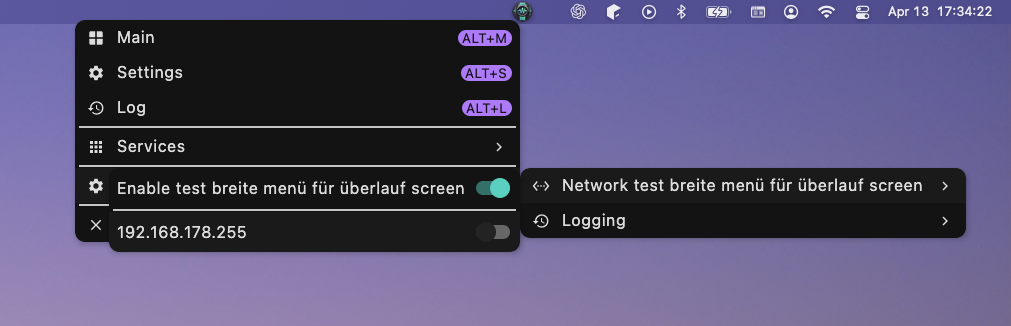 Apr 13 17:34:22
Main ALT+M
Settings ALT+S
Log ALT+L
Services
Enable test breite menü für überlauf screen
192.168.178.255
Network test breite menü für überlauf screen
Logging